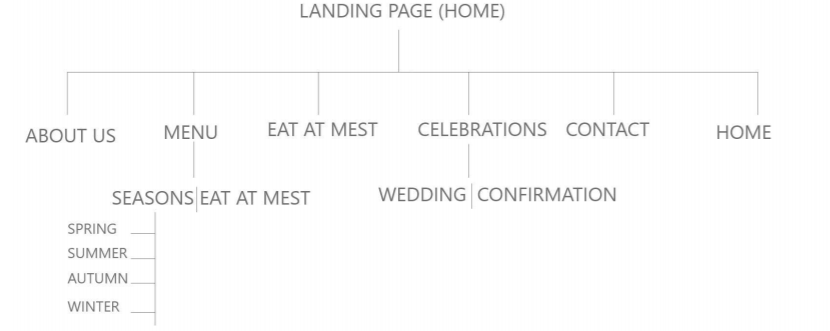 LANDING PAGE (HOME)
ABOUT US MENU EAT AT MEST CELEBRATIONS CONTACT HOME
SEASONS EAT AT MEST WEDDING CONFIRMATION
SPRING
SUMMER
AUTUMN
WINTER